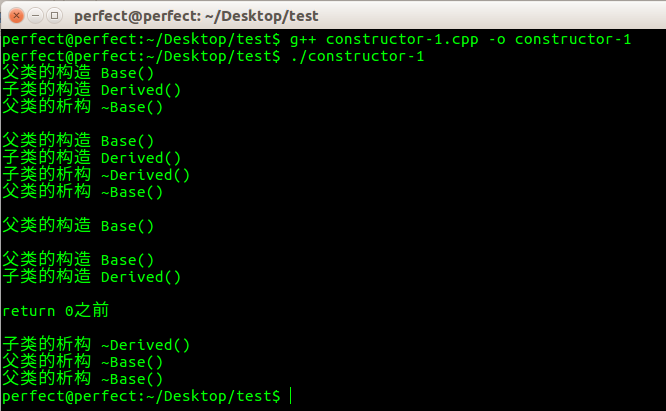 perfect@perfect: ~/Desktop/test
perfect@perfect:~/Desktop/test$ g++ constructor-1.cpp -o constructor-1
perfect@perfect:~/Desktop/test$ ./constructor-1
父类的构造 Base()
子类的构造 Derived()
父类的析构 ~Base()
父类的构造 Base()
子类的构造 Derived()
子类的析构 ~Derived()
父类的析构 ~Base()
父类的构造 Base()
父类的构造 Base()
子类的构造 Derived()
return 0之前
子类的析构 ~Derived()
父类的析构 ~Base()
父类的析构 ~Base()
perfect@perfect:~/Desktop/test$